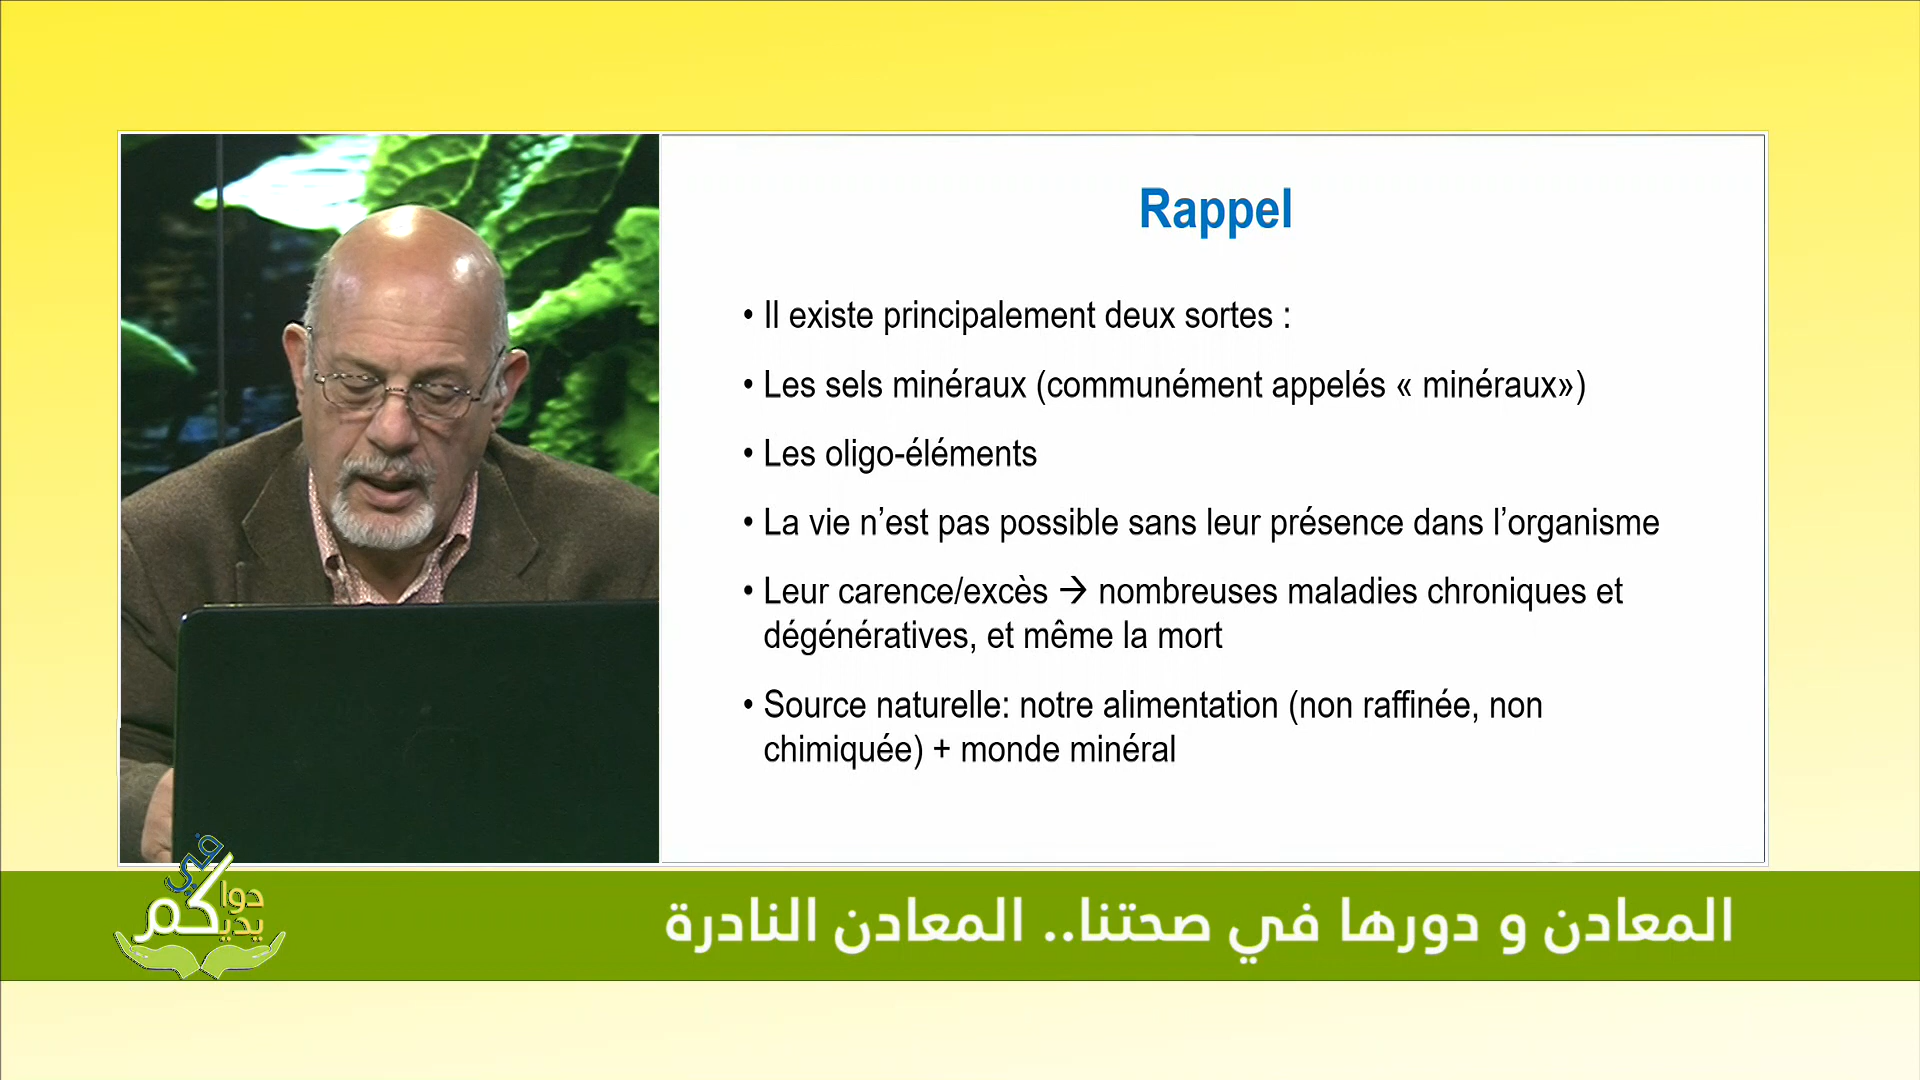 Rappel
• Il existe principalement deux sortes :
• Les sels minéraux (communément appelés « minéraux»)
• Les oligo-éléments
• La vie n’est pas possible sans leur présence dans l’organisme
• Leur carence/excès → nombreuses maladies chroniques et
dégénératives, et même la mort
• Source naturelle: notre alimentation (non raffinée, non
chimiquée) + monde minéral
في
دوا
كم
يدي
المعادن و دورها في صحتنا.. المعادن النادرة